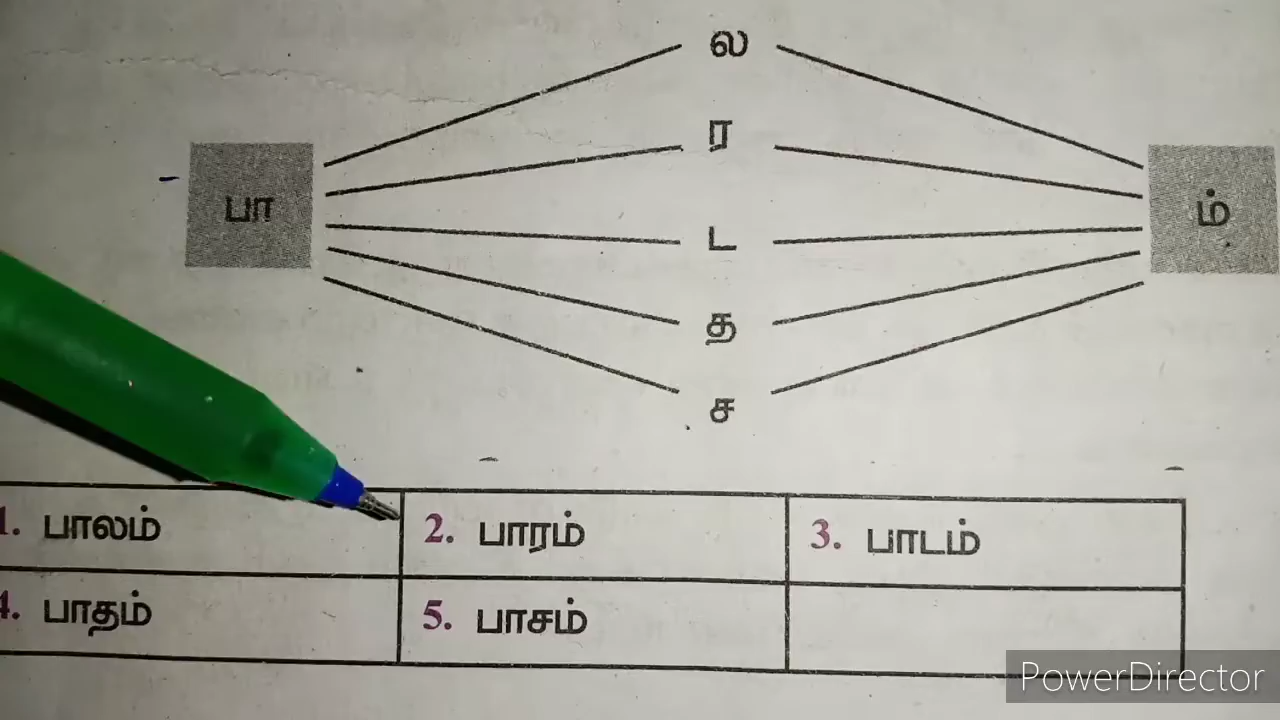 ல
ர
பா
ம்
ட
த
ச
1. பாலம் 2. பாரம் 3. பாடம்
4. பாதம் 5. பாசம்
PowerDirector